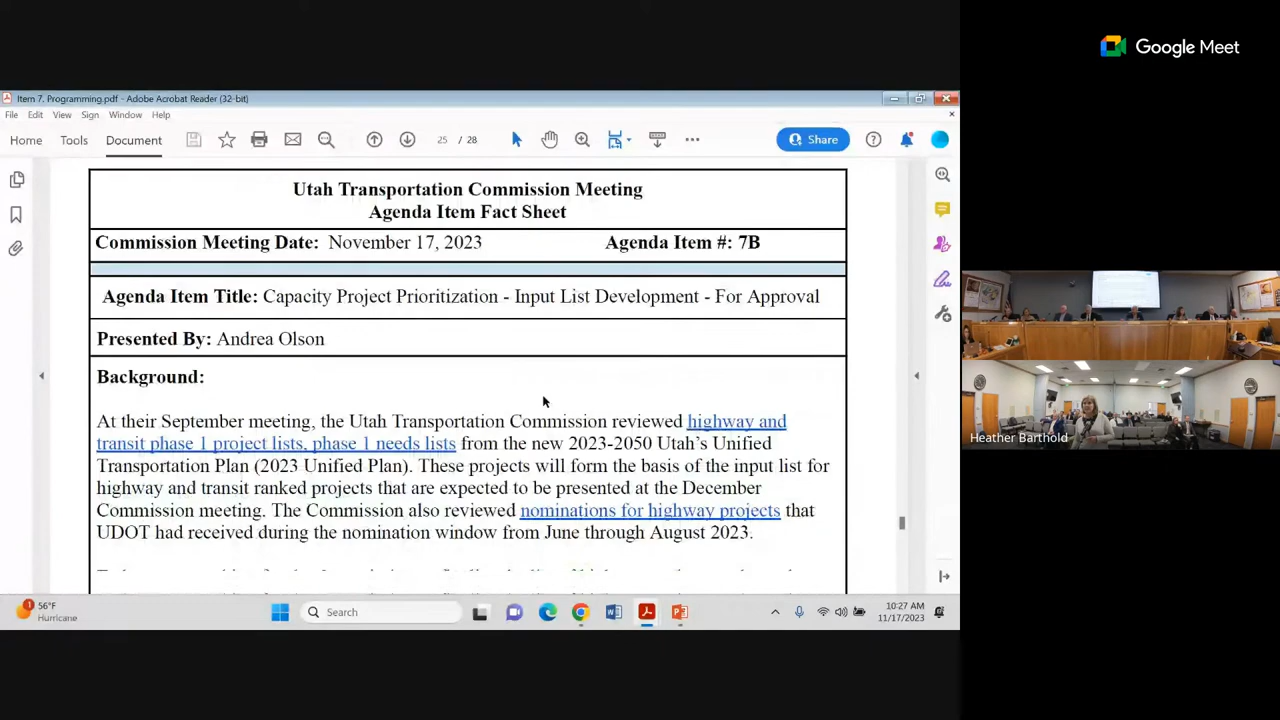 Google Meet
Item 7. Programming.pdf - Adobe Acrobat Reader (32-bit)
File Edit View Sign Window Help
Home Tools Document 25 / 28 Share
Utah Transportation Commission Meeting
Agenda Item Fact Sheet
Commission Meeting Date: November 17, 2023 Agenda Item #: 7B
Agenda Item Title: Capacity Project Prioritization - Input List Development - For Approval
Presented By: Andrea Olson
Background:
At their September meeting, the Utah Transportation Commission reviewed highway and
transit phase 1 project lists, phase 1 needs lists from the new 2023-2050 Utah's Unified
Transportation Plan (2023 Unified Plan). These projects will form the basis of the input list for
highway and transit ranked projects that are expected to be presented at the December
Commission meeting. The Commission also reviewed nominations for highway projects that
UDOT had received during the nomination window from June through August 2023.
Heather Barthold
1
56°F
Hurricane
Search
10:27 AM
11/17/2023